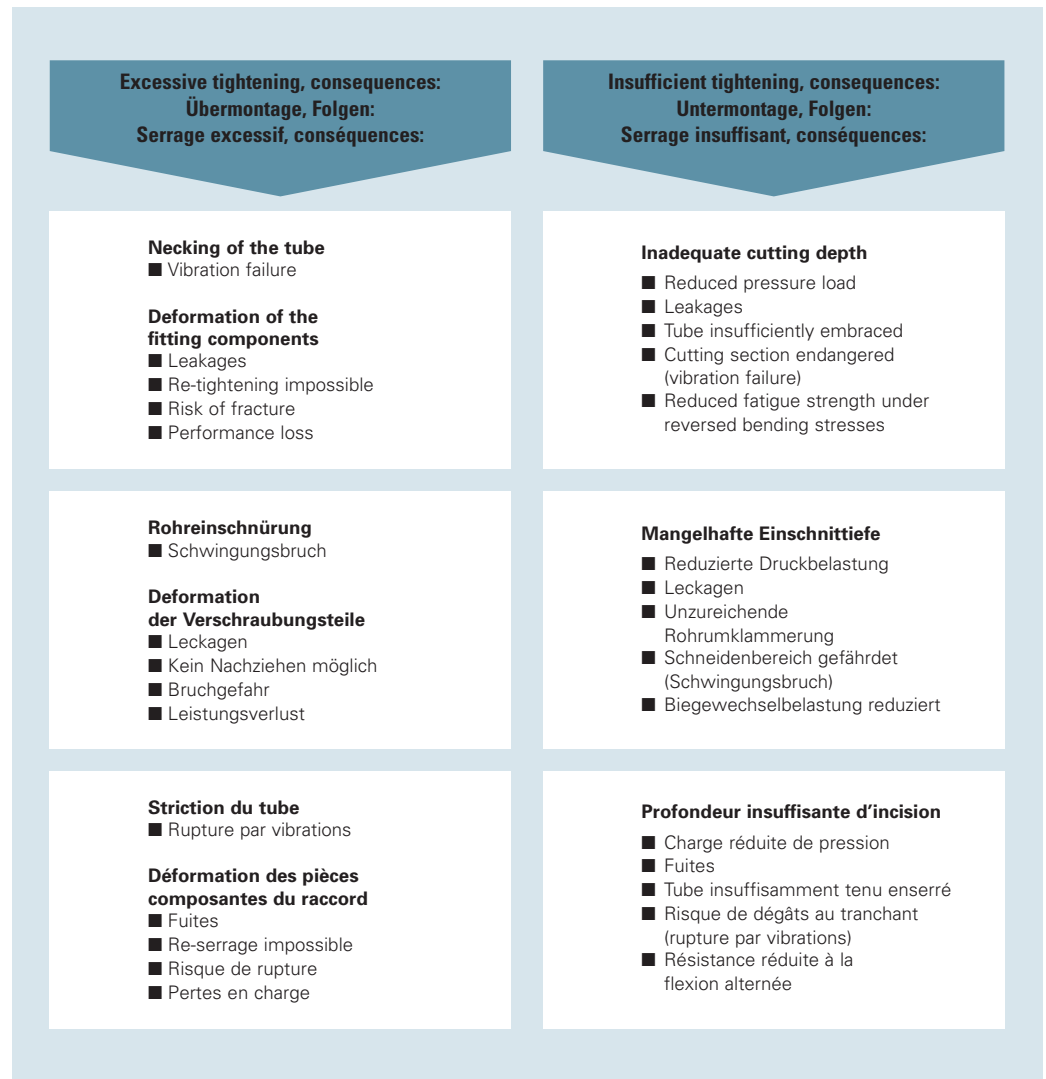 Excessive tightening, consequences:
Übermontage, Folgen:
Serrage excessif, conséquences:
Necking of the tube
■ Vibration failure
Deformation of the
fitting components
■ Leakages
■ Re-tightening impossible
■ Risk of fracture
■ Performance loss
Rohreinschnürung
■ Schwingungsbruch
Deformation
der Verschraubungsteile
■ Leckagen
■ Kein Nachziehen möglich
■ Bruchgefahr
■ Leistungsverlust
Striction du tube
■ Rupture par vibrations
Déformation des pièces
composantes du raccord
■ Fuites
■ Re-serrage impossible
■ Risque de rupture
■ Pertes en charge
Insufficient tightening, consequences:
Untermontage, Folgen:
Serrage insuffisant, conséquences:
Inadequate cutting depth
■ Reduced pressure load
■ Leakages
■ Tube insufficiently embraced
■ Cutting section endangered
(vibration failure)
■ Reduced fatigue strength under
reversed bending stresses
Mangelhafte Einschnittiefe
■ Reduzierte Druckbelastung
■ Leckagen
■ Unzureichende
Rohrumklammerung
■ Schneidenbereich gefährdet
(Schwingungsbruch)
■ Biegewechselbelastung reduziert
Profondeur insuffisante d’incision
■ Charge réduite de pression
■ Fuites
■ Tube insuffisamment tenu enserré
■ Risque de dégâts au tranchant
(rupture par vibrations)
■ Résistance réduite à la
flexion alternée